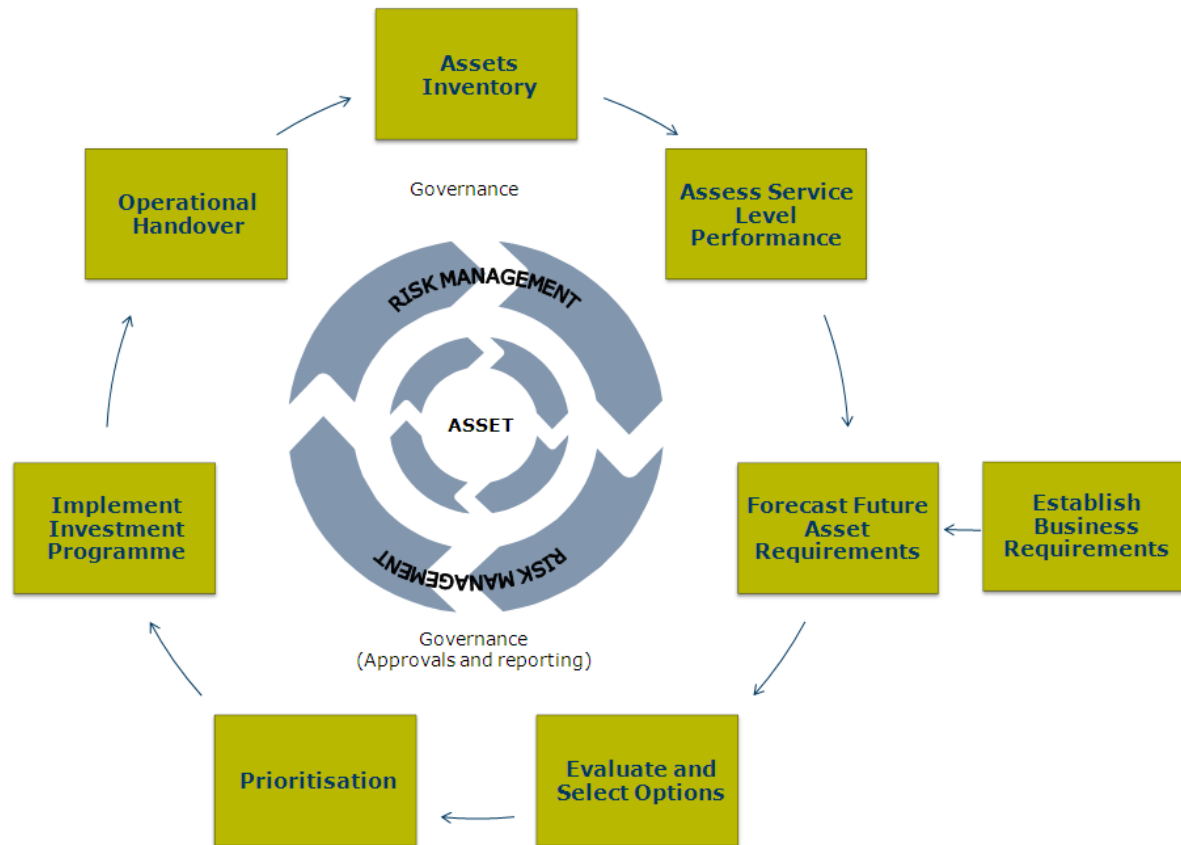 Assets
Inventory
Operational
Handover
Governance
Assess Service
Level
Performance
RISK MANAGEMENT
ASSET
Implement
Investment
Programme
Forecast Future
Asset
Requirements
Establish
Business
Requirements
RISK MANAGEMENT
Governance
(Approvals and reporting)
Prioritisation
Evaluate and
Select Options